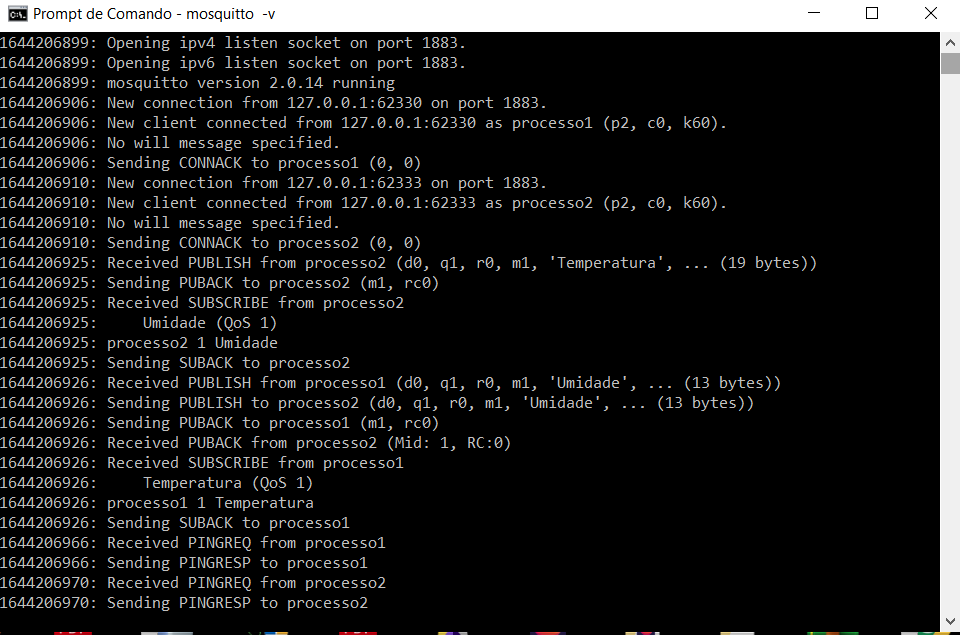 Prompt de Comando - mosquitto -v
1644206899: Opening ipv4 listen socket on port 1883.
1644206899: Opening ipv6 listen socket on port 1883.
1644206899: mosquitto version 2.0.14 running
1644206906: New connection from 127.0.0.1:62330 on port 1883.
1644206906: New client connected from 127.0.0.1:62330 as processo1 (p2, c0, k60).
1644206906: No will message specified.
1644206906: Sending CONNACK to processo1 (0, 0)
1644206910: New connection from 127.0.0.1:62333 on port 1883.
1644206910: New client connected from 127.0.0.1:62333 as processo2 (p2, c0, k60).
1644206910: No will message specified.
1644206910: Sending CONNACK to processo2 (0, 0)
1644206925: Received PUBLISH from processo2 (d0, q1, r0, m1, 'Temperatura', ... (19 bytes))
1644206925: Sending PUBACK to processo2 (m1, rc0)
1644206925: Received SUBSCRIBE from processo2
1644206925:     Umidade (QoS 1)
1644206925: processo2 1 Umidade
1644206925: Sending SUBACK to processo2
1644206926: Received PUBLISH from processo1 (d0, q1, r0, m1, 'Umidade', ... (13 bytes))
1644206926: Sending PUBLISH to processo2 (d0, q1, r0, m1, 'Umidade', ... (13 bytes))
1644206926: Sending PUBACK to processo1 (m1, rc0)
1644206926: Received PUBACK from processo2 (Mid: 1, RC:0)
1644206926: Received SUBSCRIBE from processo1
1644206926:     Temperatura (QoS 1)
1644206926: processo1 1 Temperatura
1644206926: Sending SUBACK to processo1
1644206966: Received PINGREQ from processo1
1644206966: Sending PINGRESP to processo1
1644206970: Received PINGREQ from processo2
1644206970: Sending PINGRESP to processo2